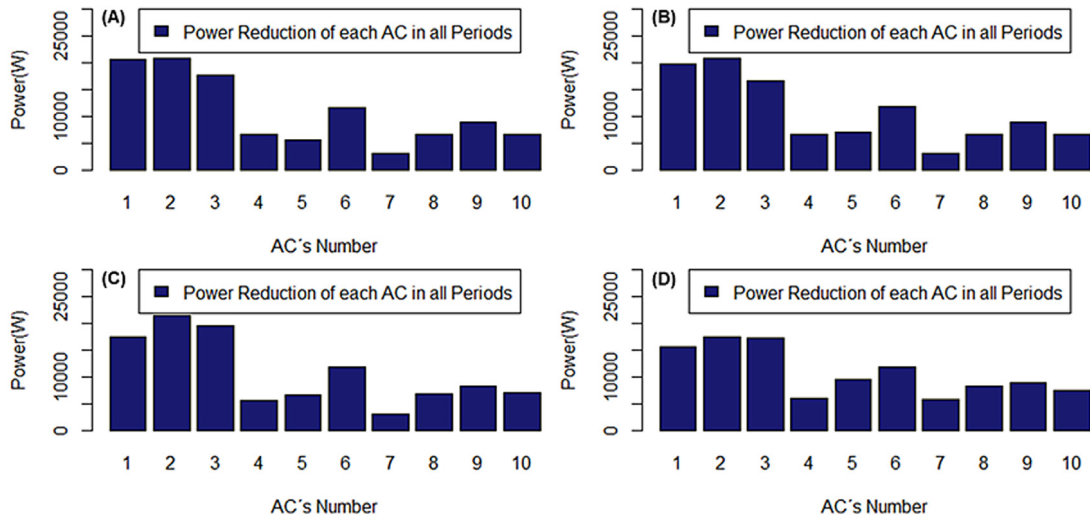 (A)
Power Reduction of each AC in all Periods
Power(W)
25000
10000
0
1 2 3 4 5 6 7 8 9 10
AC´s Number
(B)
Power Reduction of each AC in all Periods
Power(W)
25000
10000
0
1 2 3 4 5 6 7 8 9 10
AC´s Number
(C)
Power Reduction of each AC in all Periods
Power(W)
25000
10000
0
1 2 3 4 5 6 7 8 9 10
AC´s Number
(D)
Power Reduction of each AC in all Periods
Power(W)
25000
10000
0
1 2 3 4 5 6 7 8 9 10
AC´s Number